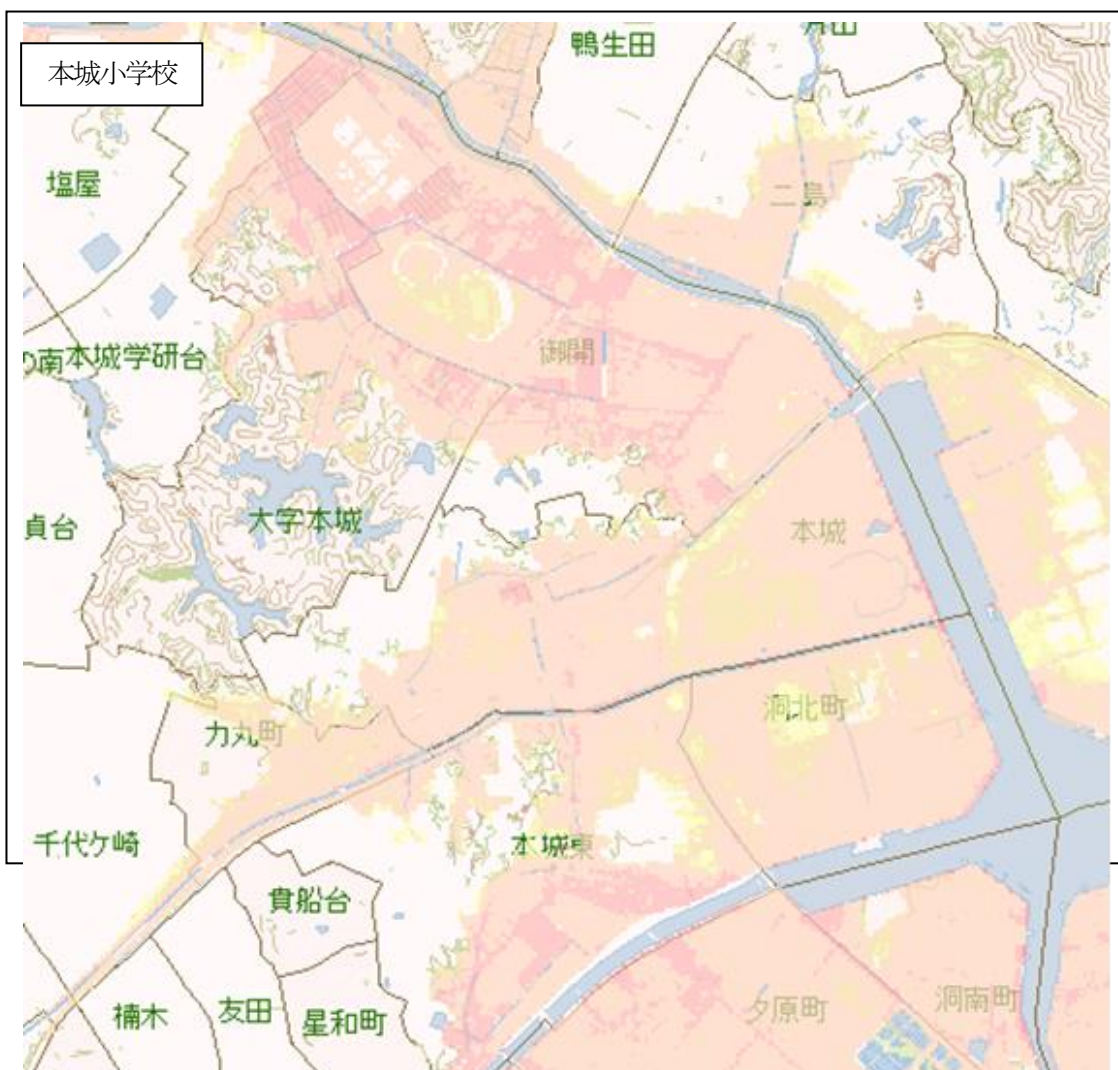 本城小学校
鴨生田
塩屋
二島
の南本城学研台
御開
貞台
大字本城
本城
洞北町
力丸町
千代ケ崎
本城東
貴船台
楠木
友田
星和町
夕原町
洞南町